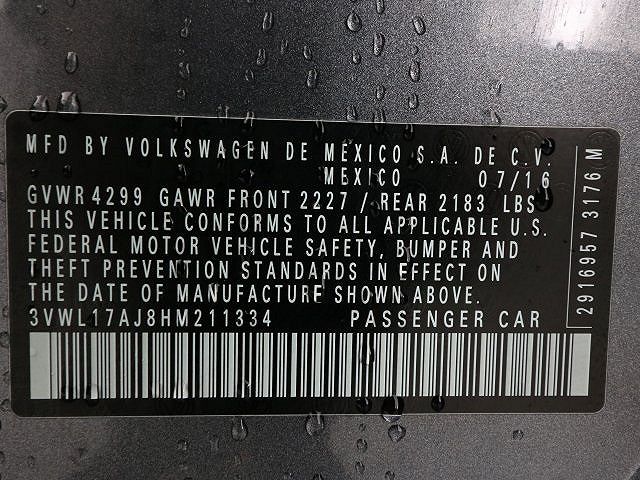 MFD BY VOLKSWAGEN DE MEXICO S.A. DE C.V.
MEXICO 07/16
GVWR 4299 GAWR FRONT 2227 / REAR 2183 LBS
THIS VEHICLE CONFORMS TO ALL APPLICABLE U.S.
FEDERAL MOTOR VEHICLE SAFETY, BUMPER AND
THEFT PREVENTION STANDARDS IN EFFECT ON
THE DATE OF MANUFACTURE SHOWN ABOVE.
3VWL17AJ8HM211334 PASSENGER CAR
2916957 3176 M